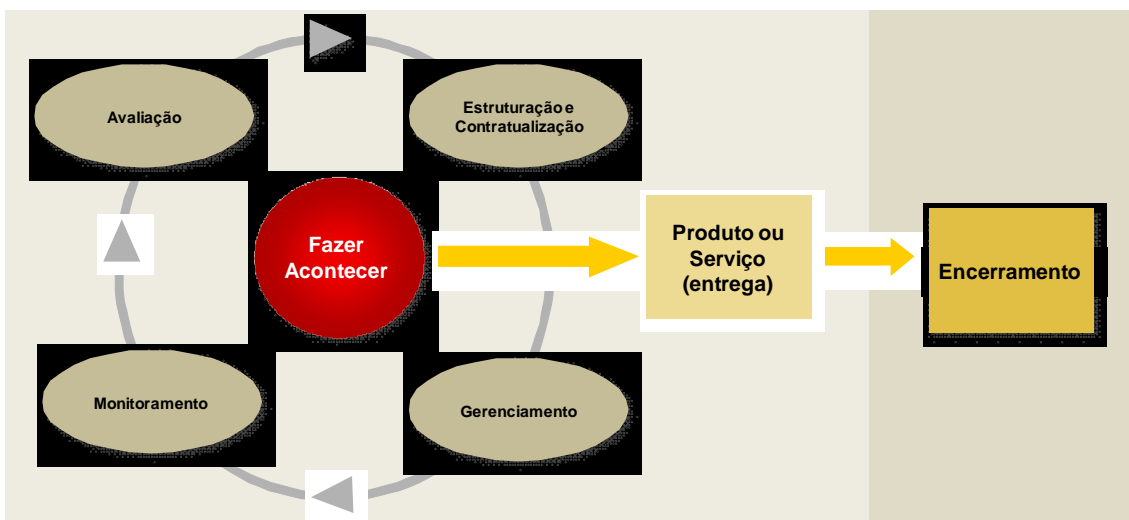 Avaliação
Estruturação e
Contratualização
Fazer
Acontecer
Produto ou
Serviço
(entrega)
Encerramento
Monitoramento
Gerenciamento